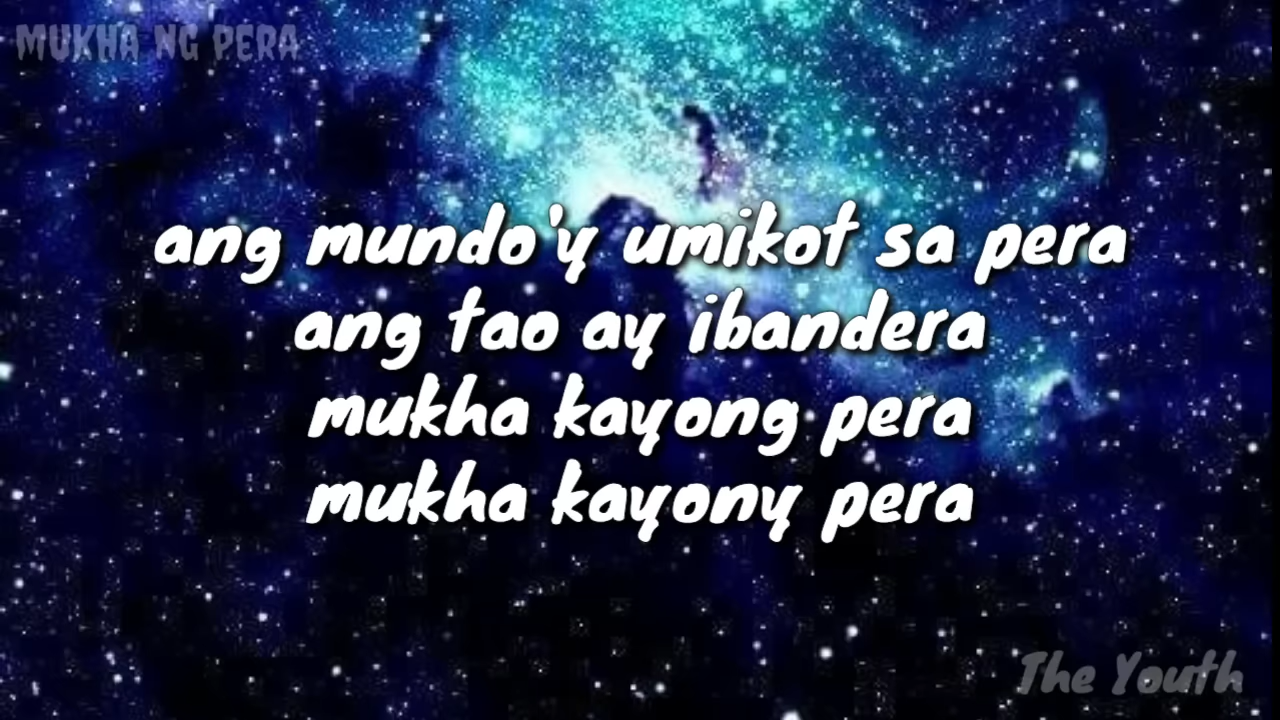 MUKHA NG PERA
ang mundo'y umikot sa pera
ang tao ay ibandera
mukha kayong pera
mukha kayony pera
The Youth